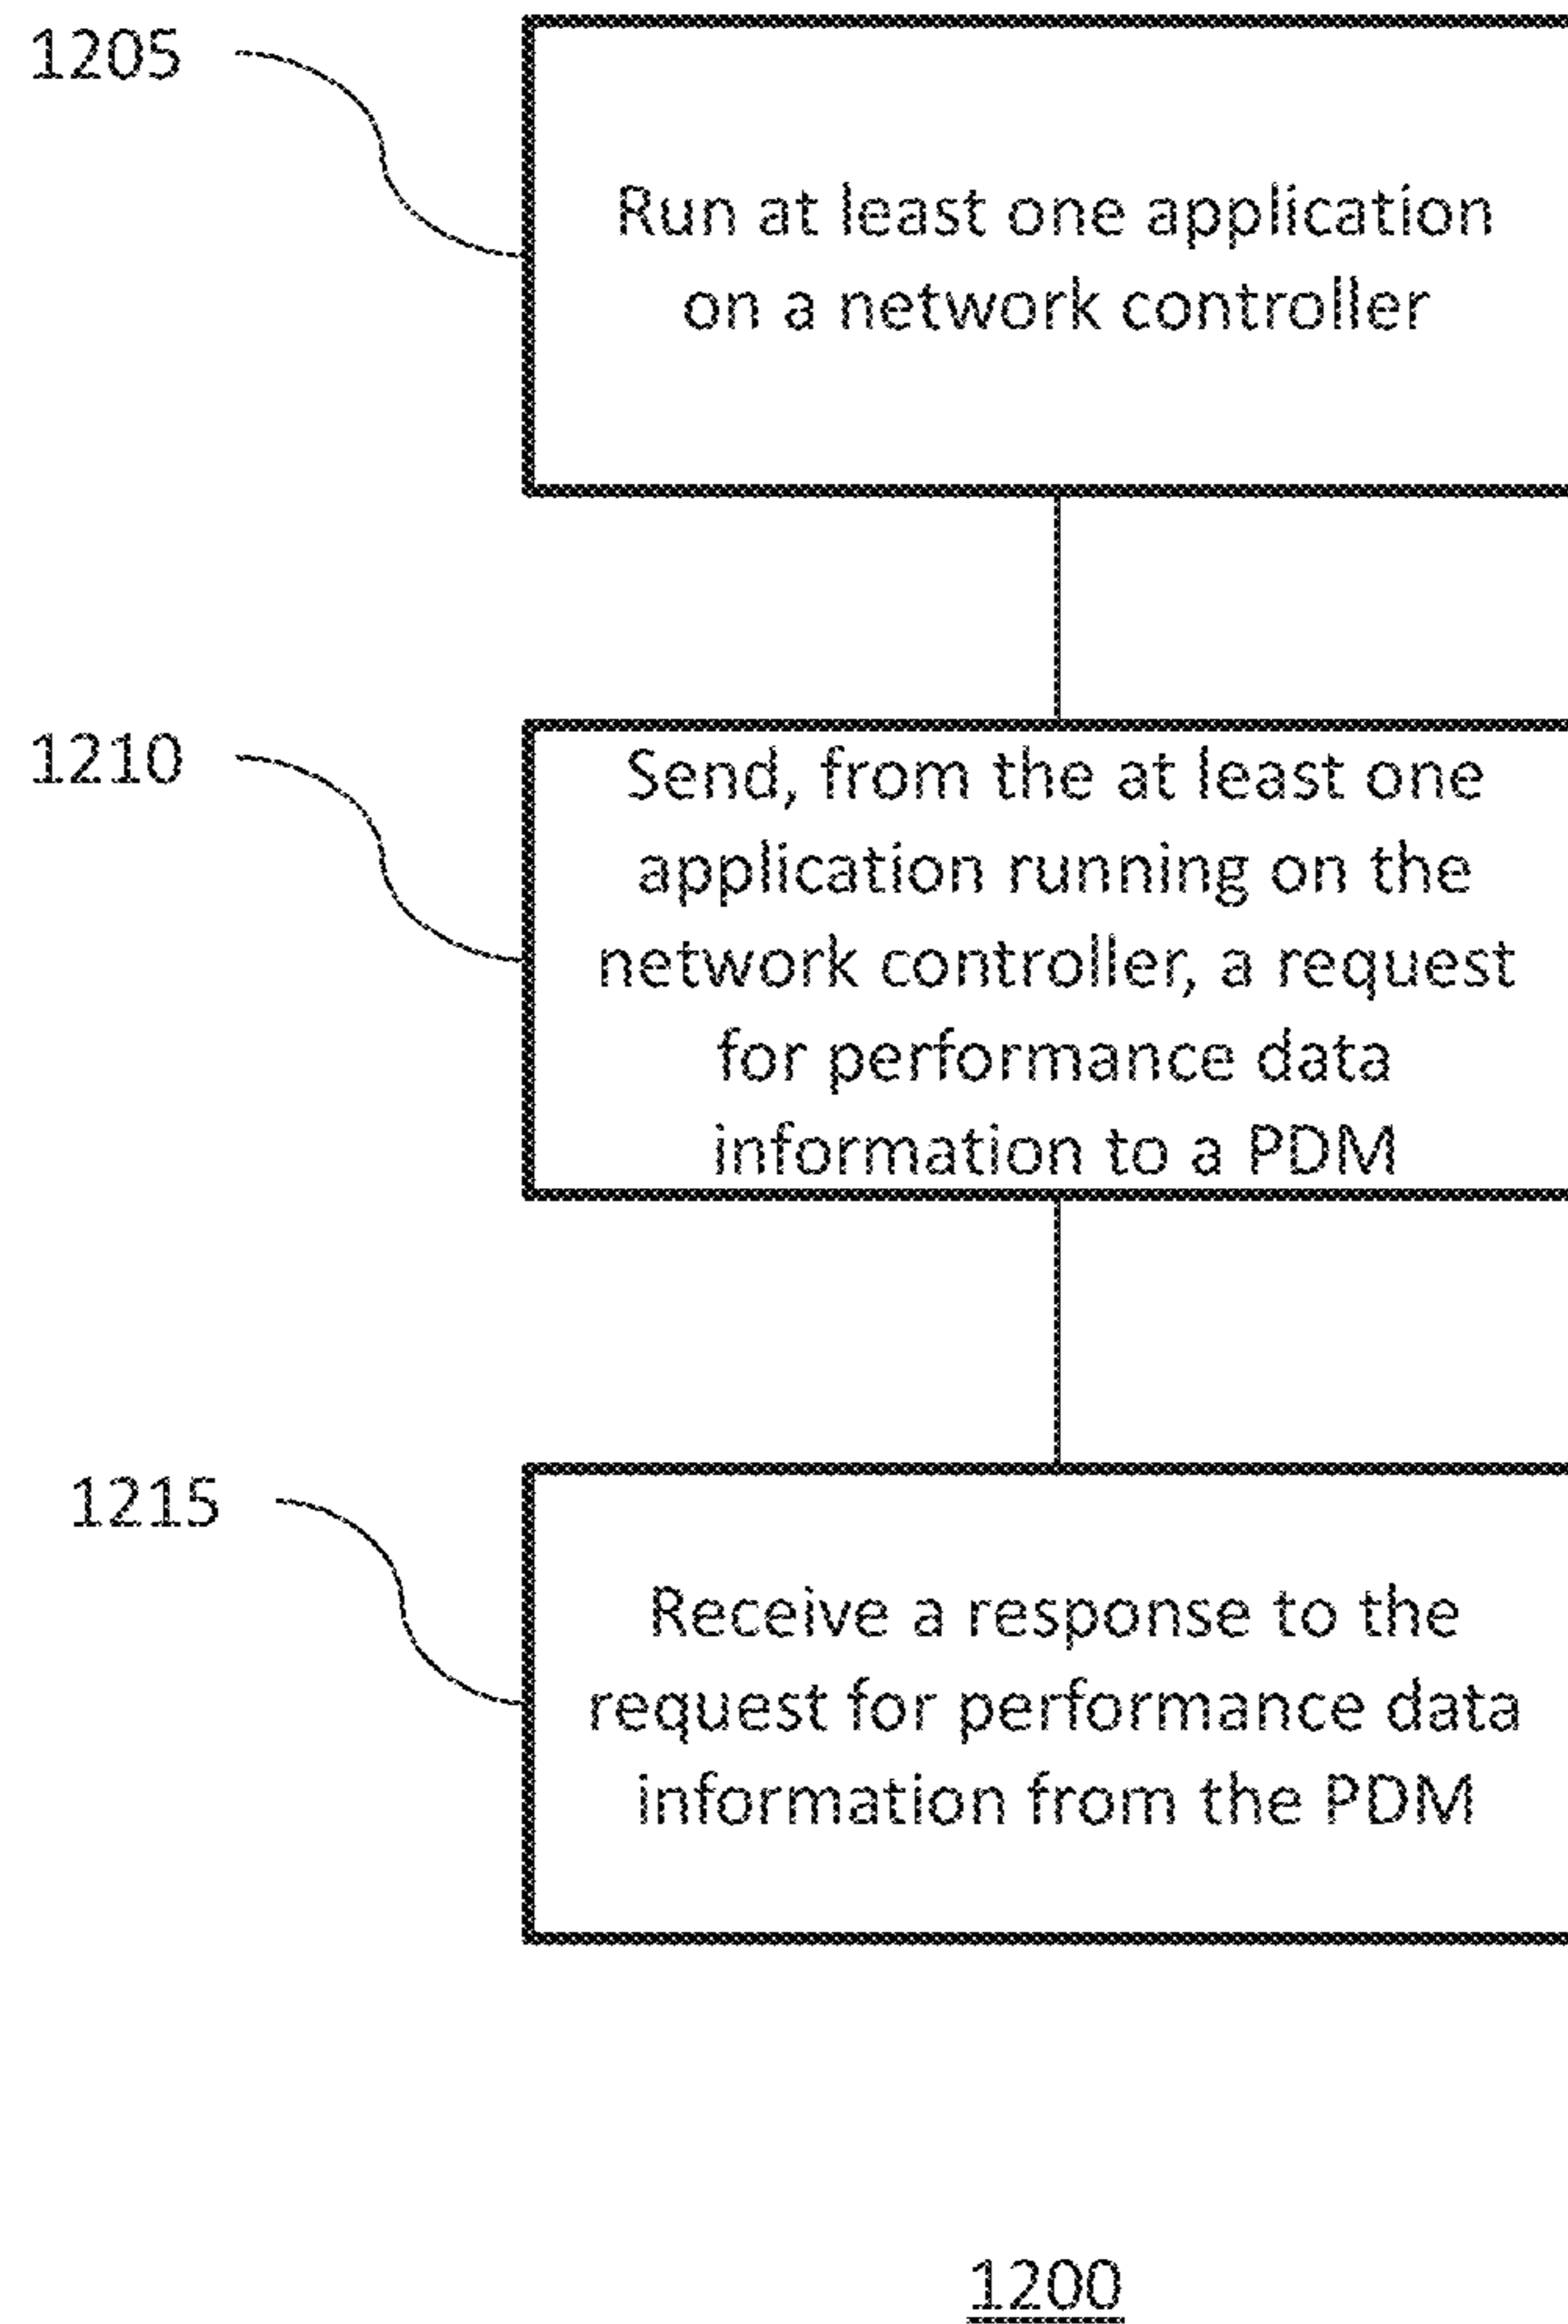 1205
Run at least one application
on a network controller
1210
Send, from the at least one
application running on the
network controller, a request
for performance data
information to a PDM
1215
Receive a response to the
request for performance data
information from the PDM
1200